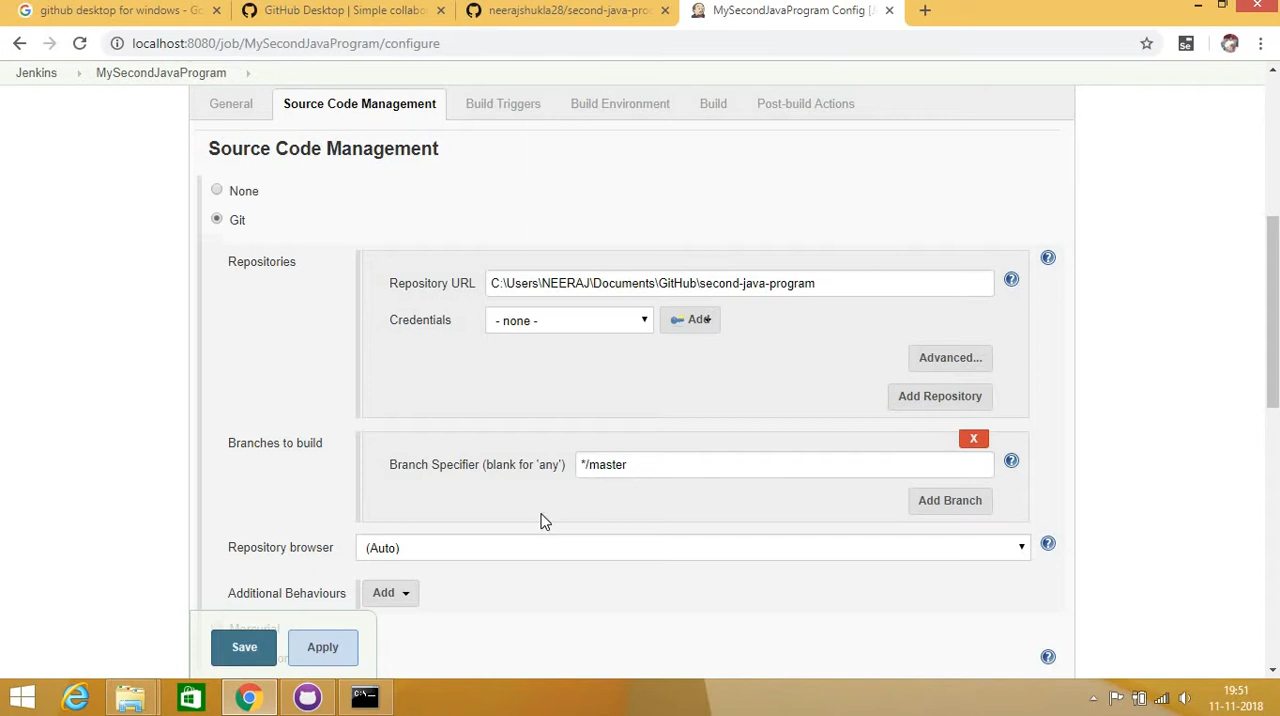 github desktop for windows - Go
GitHub Desktop | Simple collabo
neerajshukla28/second-java-pro
MySecondJavaProgram Config [J
localhost:8080/job/MySecondJavaProgram/configure
Se
Jenkins MySecondJavaProgram
General Source Code Management Build Triggers Build Environment Build Post-build Actions
Source Code Management
None
Git
Repositories
Repository URL C:\Users\NEERAJ\Documents\GitHub\second-java-program
Credentials - none - Add
Advanced...
Add Repository
X
Branches to build
Branch Specifier (blank for 'any') */master
Add Branch
Repository browser (Auto)
Additional Behaviours Add
Mercurial
Save Apply
19:51
11-11-2018